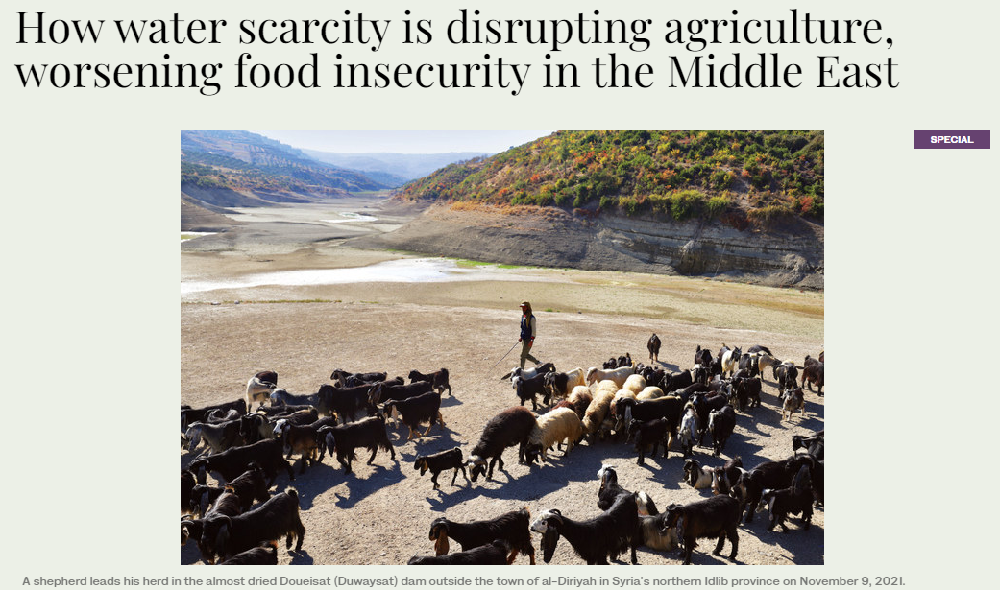 How water scarcity is disrupting agriculture,
worsening food insecurity in the Middle East
SPECIAL
A shepherd leads his herd in the almost dried Doueisat (Duwaysat) dam outside the town of al-Diriyah in Syria's northern Idlib province on November 9, 2021.